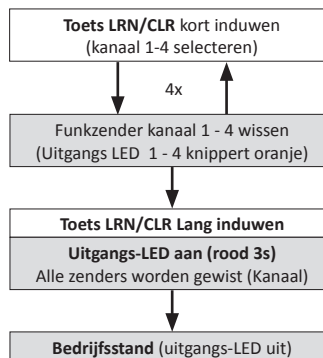 Toets LRN/CLR kort induwen
(kanaal 1-4 selecteren)
4x
Funkzender kanaal 1 - 4 wissen
(Uitgangs LED 1 - 4 knippert oranje)
Toets LRN/CLR Lang induwen
Uitgangs-LED aan (rood 3s)
Alle zenders worden gewist (Kanaal)
Bedrijfsstand (uitgangs-LED uit)